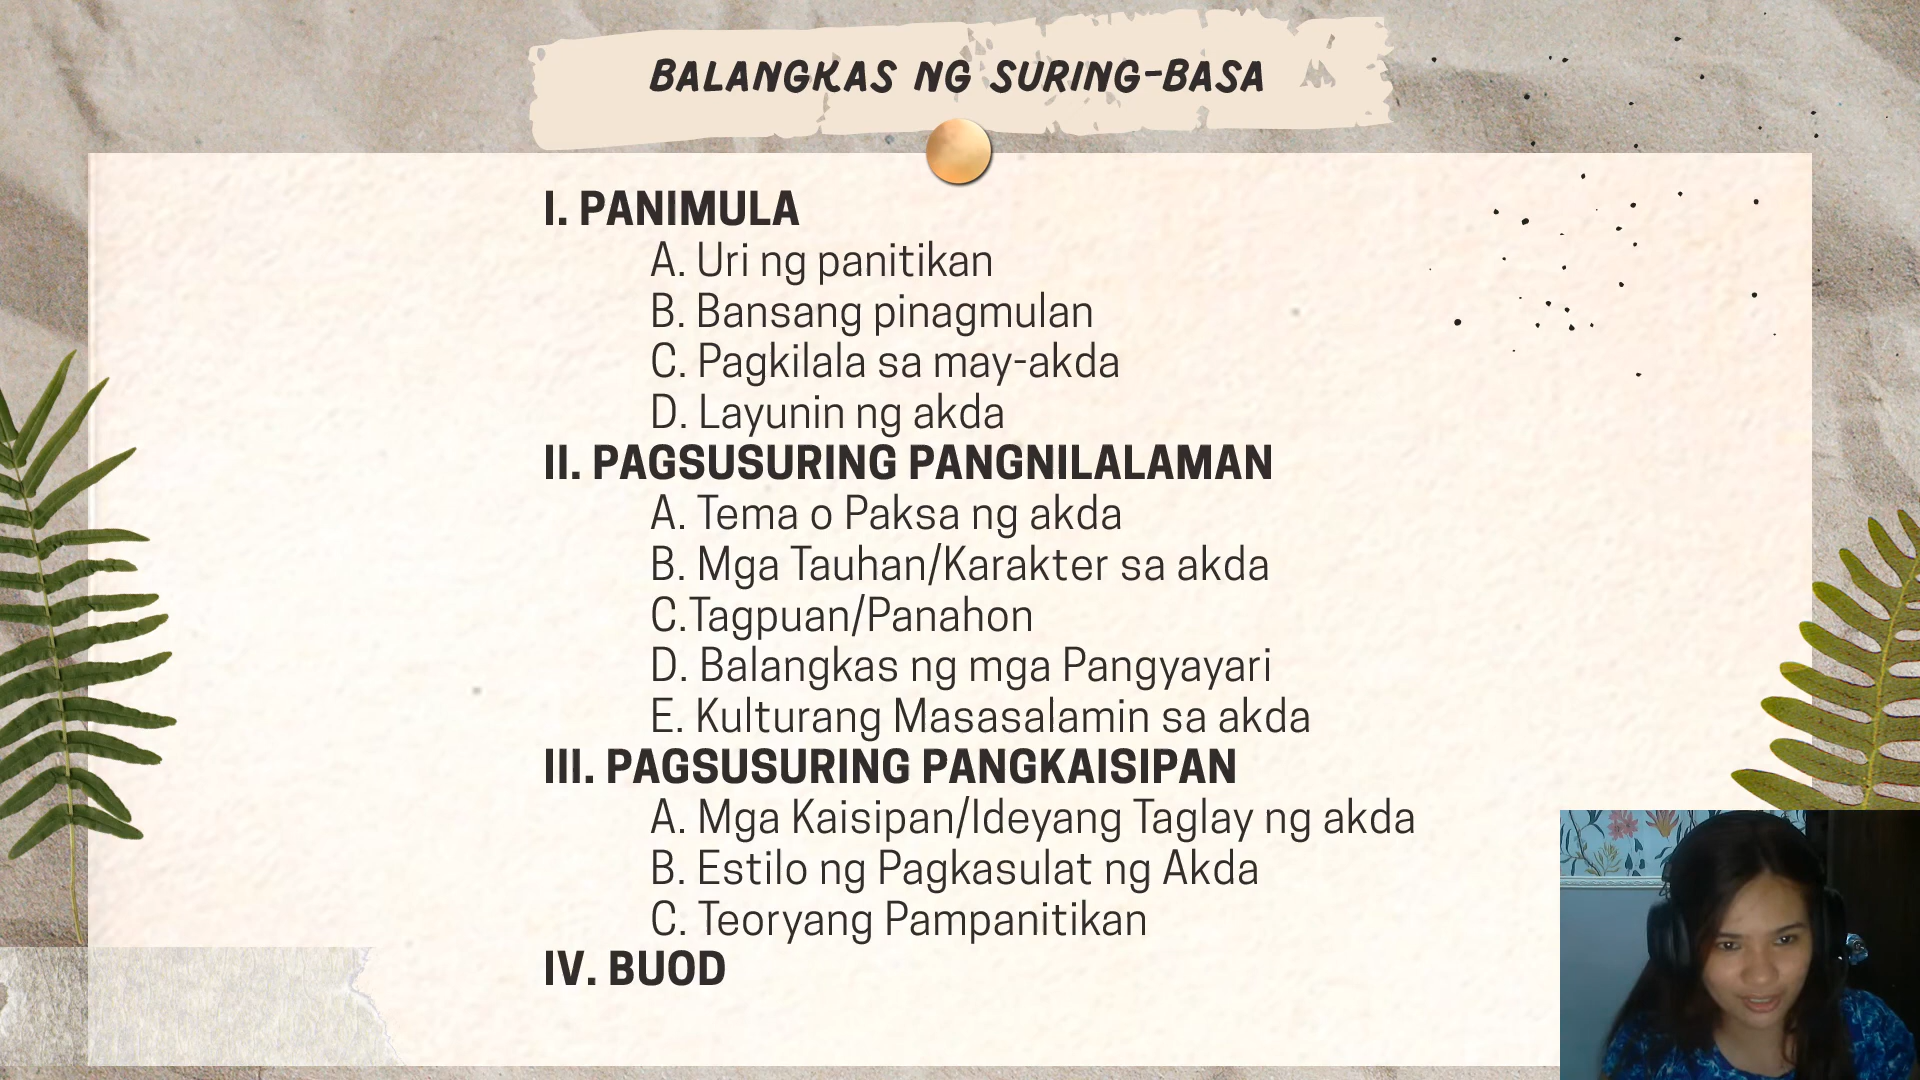 BALANGKAS NG SURING-BASA
I. PANIMULA
A. Uri ng panitikan
B. Bansang pinagmulan
C. Pagkilala sa may-akda
D. Layunin ng akda
II. PAGSUSURING PANGNILALAMAN
A. Tema o Paksa ng akda
B. Mga Tauhan/Karakter sa akda
C.Tagpuan/Panahon
D. Balangkas ng mga Pangyayari
E. Kulturang Masasalamin sa akda
III. PAGSUSURING PANGKAISIPAN
A. Mga Kaisipan/Ideyang Taglay ng akda
B. Estilo ng Pagkasulat ng Akda
C. Teoryang Pampanitikan
IV. BUOD